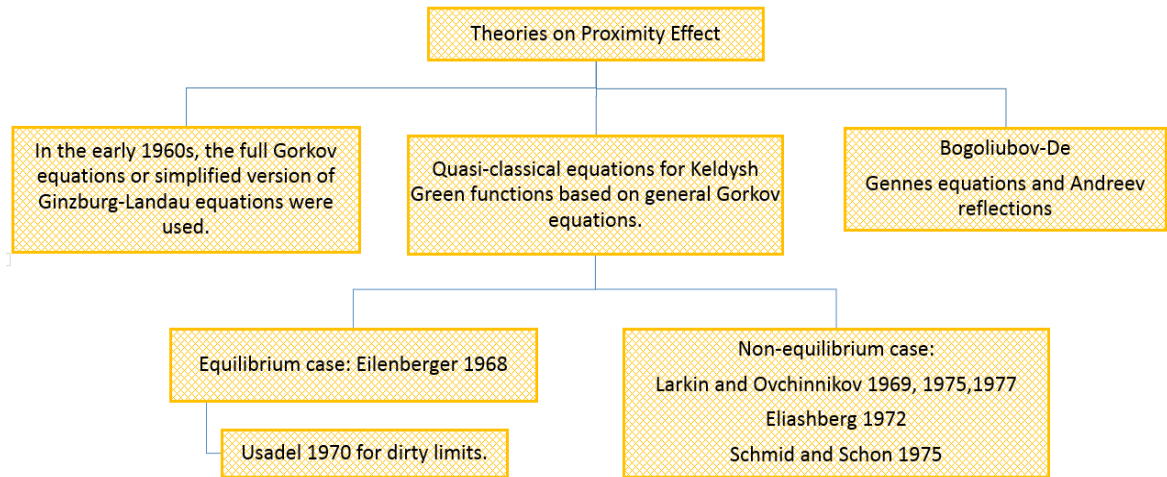 Theories on Proximity Effect
In the early 1960s, the full Gorkov
equations or simplified version of
Ginzburg-Landau equations were
used.
Quasi-classical equations for Keldysh
Green functions based on general Gorkov
equations.
Bogoliubov-De
Gennes equations and Andreev
reflections
Equilibrium case: Eilenberger 1968
Usadel 1970 for dirty limits.
Non-equilibrium case:
Larkin and Ovchinnikov 1969, 1975,1977
Eliashberg 1972
Schmid and Schon 1975